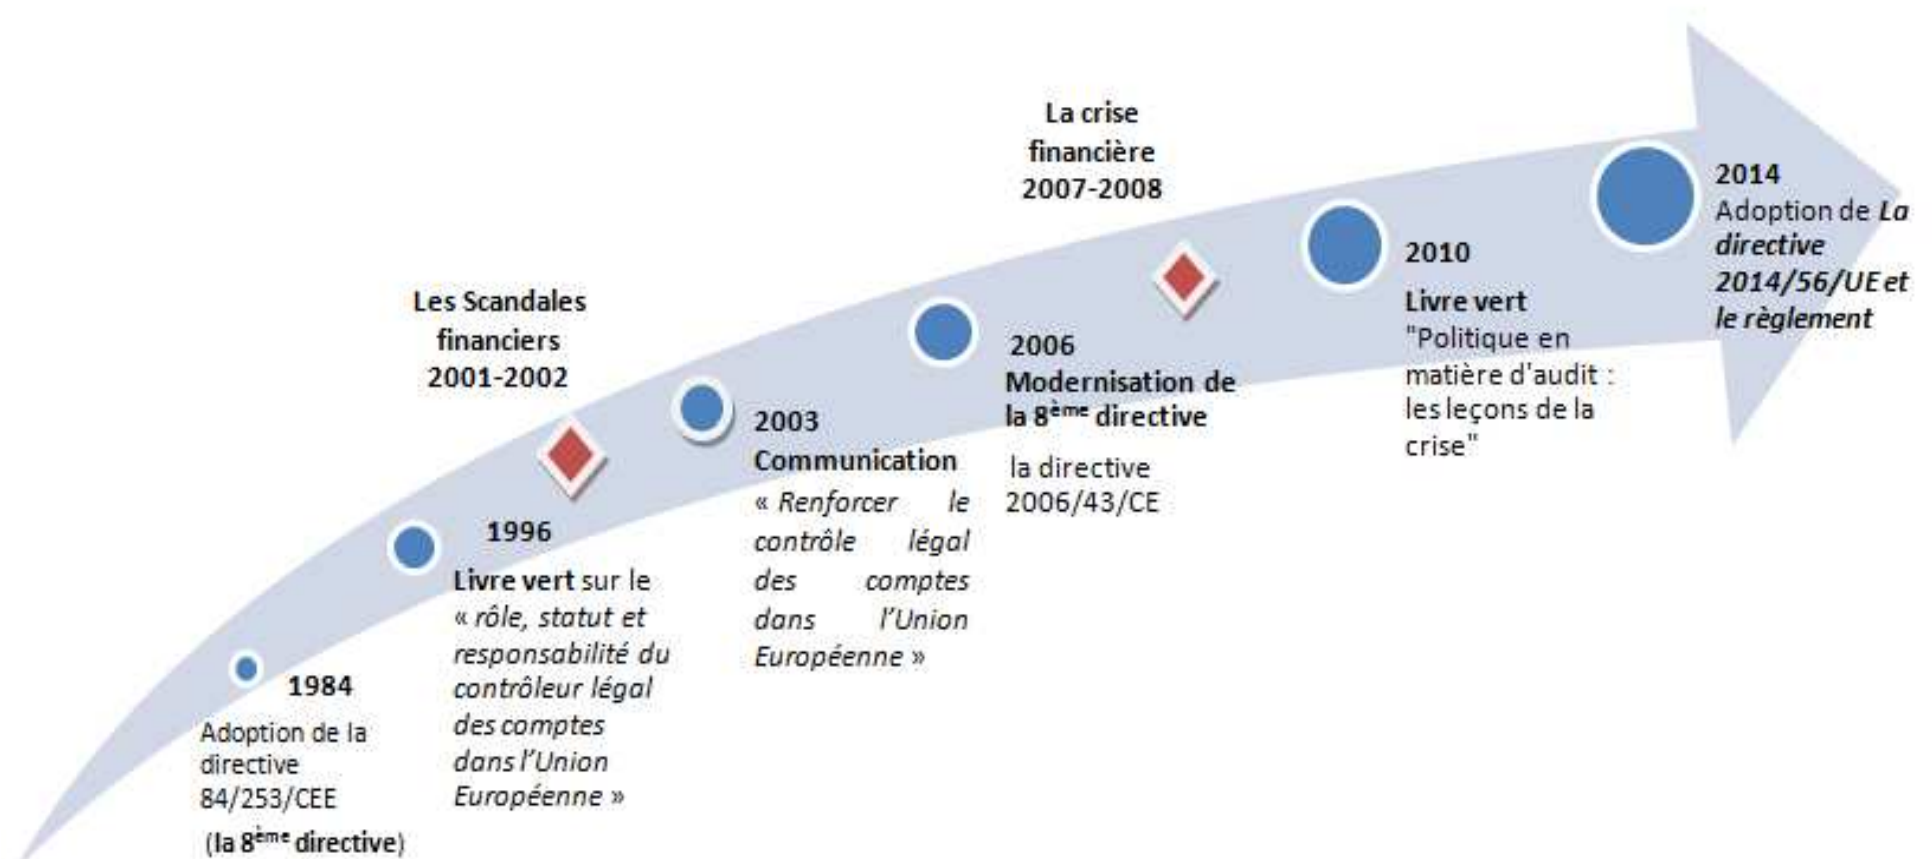 1984
Adoption de la
directive
84/253/CEE
(la 8ème directive)
1996
Livre vert sur le
« rôle, statut et
responsabilité du
contrôleur légal
des comptes
dans l'Union
Européenne »
Les Scandales
financiers
2001-2002
2003
Communication
« Renforcer le
contrôle légal
des comptes
dans l'Union
Européenne »
2006
Modernisation de
la 8ème directive
la directive
2006/43/CE
La crise
financière
2007-2008
2010
Livre vert
"Politique en
matière d'audit :
les leçons de la
crise"
2014
Adoption de La
directive
2014/56/UE et
le règlement